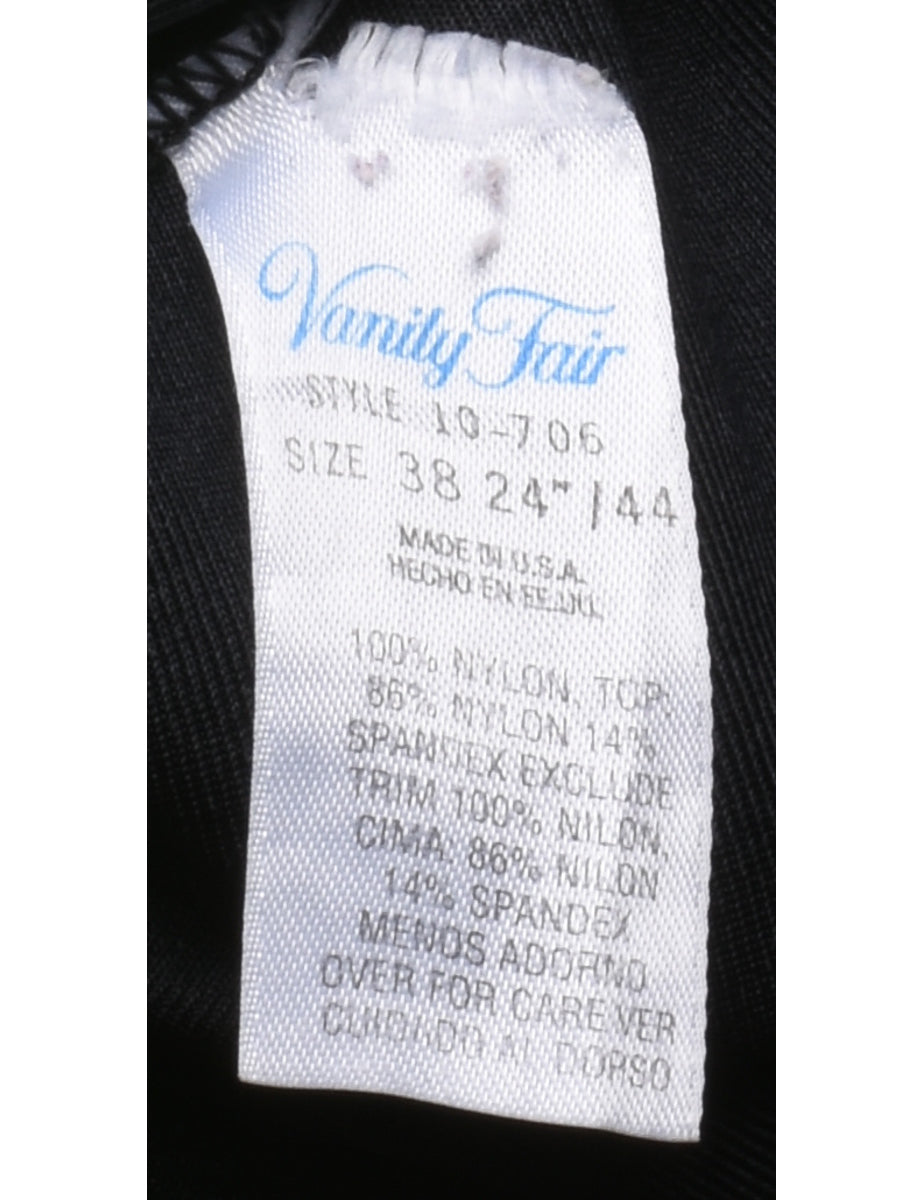 Vanity Fair
STYLE 10-706
SIZE 38 24" / 44
MADE IN U.S.A.
HECHO EN EE.UU.
100% NYLON, TOP:
86% NYLON 14%
SPANDEX EXCLUDE
TRIM 100% NILON,
CIMA. 86% NILON
14% SPANDEX
MENOS ADORNO
OVER FOR CARE VER
CUIDADO AL DORSO